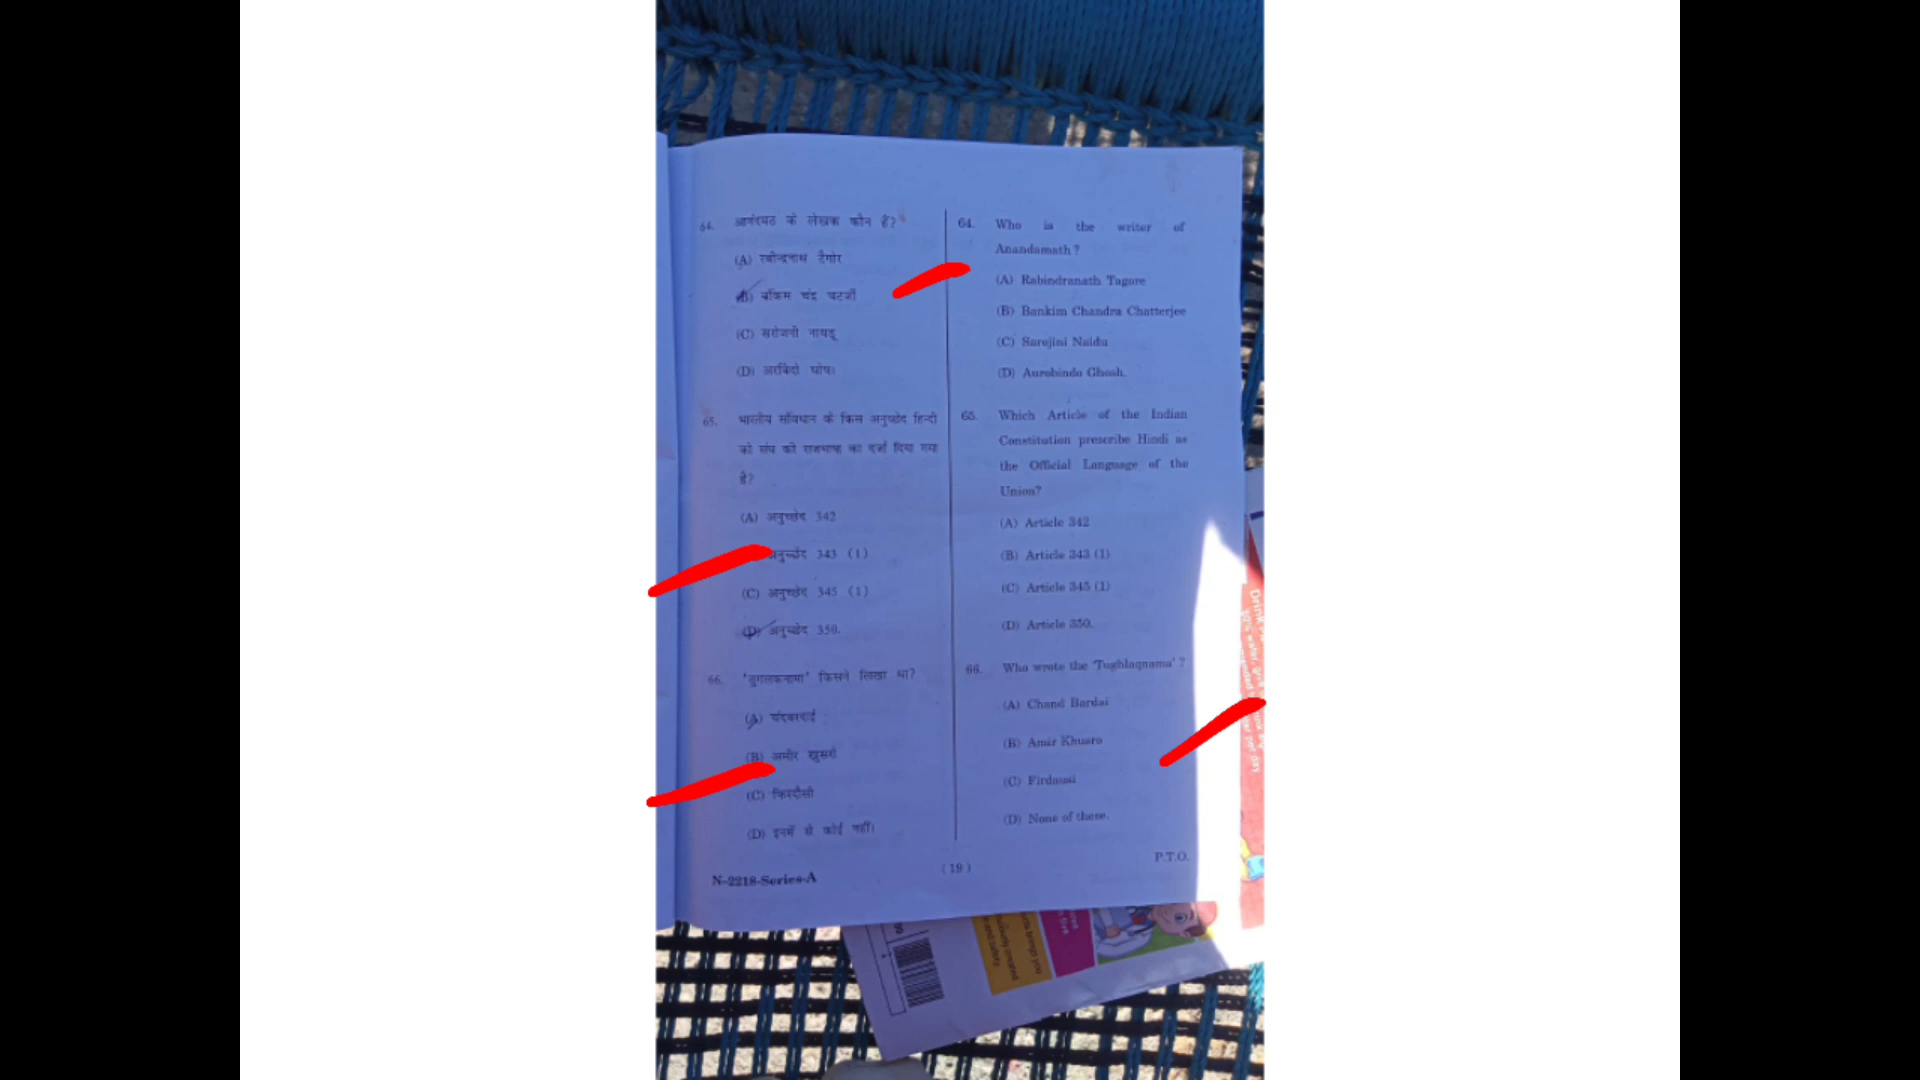 64. आनंदमठ के लेखक कौन हैं?
(A) रबीन्द्रनाथ टैगोर
(B) बंकिम चंद्र चटर्जी
(C) सरोजनी नायडू
(D) अरबिंदो घोष।
65. भारतीय संविधान के किस अनुच्छेद हिन्दी
को संघ की राजभाषा का दर्जा दिया गया
है?
(A) अनुच्छेद 342
अनुच्छेद 343 (1)
(C) अनुच्छेद 345 (1)
(D) अनुच्छेद 350.
66. 'तुगलकनामा' किसने लिखा था?
(A) चंदबरदाई
(B) अमीर खुसरो
(C) फिरदौसी
(D) इनमें से कोई नहीं।
64. Who is the writer of
Anandamath?
(A) Rabindranath Tagore
(B) Bankim Chandra Chatterjee
(C) Sarojini Naidu
(D) Aurobindo Ghosh.
65. Which Article of the Indian
Constitution prescribe Hindi as
the Official Language of the
Union?
(A) Article 342
(B) Article 343 (1)
(C) Article 345 (1)
(D) Article 350.
66. Who wrote the 'Tughlaqnama'?
(A) Chand Bardai
(B) Amir Khusro
(C) Firdausi
(D) None of these.
N-2218-Series-A
(19)
P.T.O.